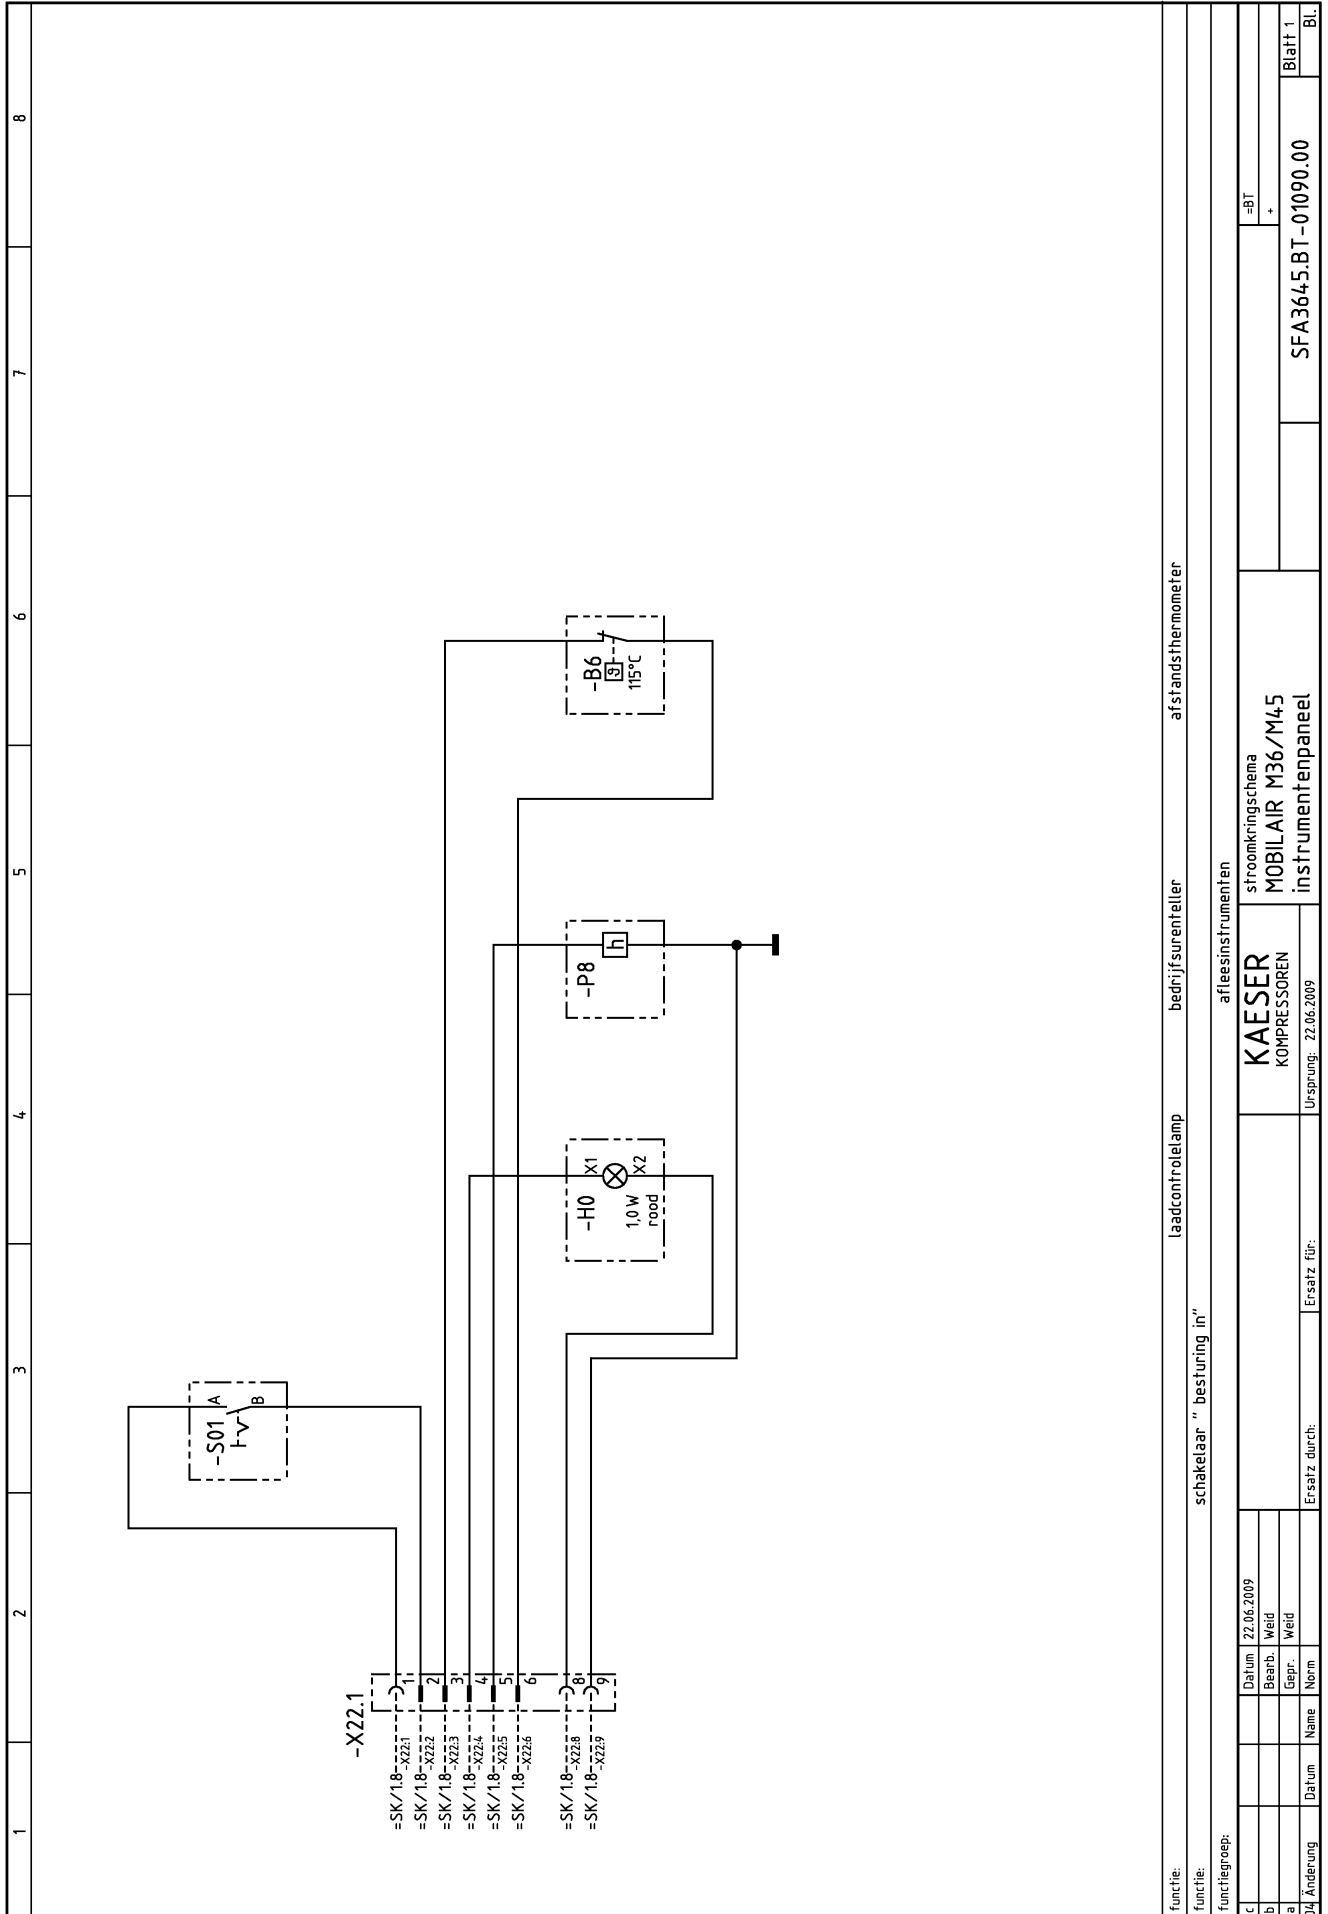 1 2 3 4 5 6 7 8
A
-S01
B
-X22.1
=SK/1.8 -X22:1 1
=SK/1.8 -X22:2 2
=SK/1.8 -X22:3 3
=SK/1.8 -X22:4 4
=SK/1.8 -X22:5 5
=SK/1.8 -X22:6 6
=SK/1.8 -X22:8 8
=SK/1.8 -X22:9 9
-H0
X1
X2
1,0 W
rood
-P8
h
-B6
ϑ
115°C
functie: laadcontrolelamp bedrijfsurenteller afstandsthermometer
functie: schakelaar " besturing in"
functiegroep: afleesinstrumenten
c Datum 22.06.2009
b Bearb. Weid
a Gepr. Weid
04 Änderung Datum Name Norm
Ersatz durch: Ersatz für: Ursprung: 22.06.2009
KAESER
KOMPRESSOREN
stroomkringschema
MOBILAIR M36/M45
instrumentenpaneel
=BT
+
SFA3645.BT-01090.00
Blatt 1
Bl.